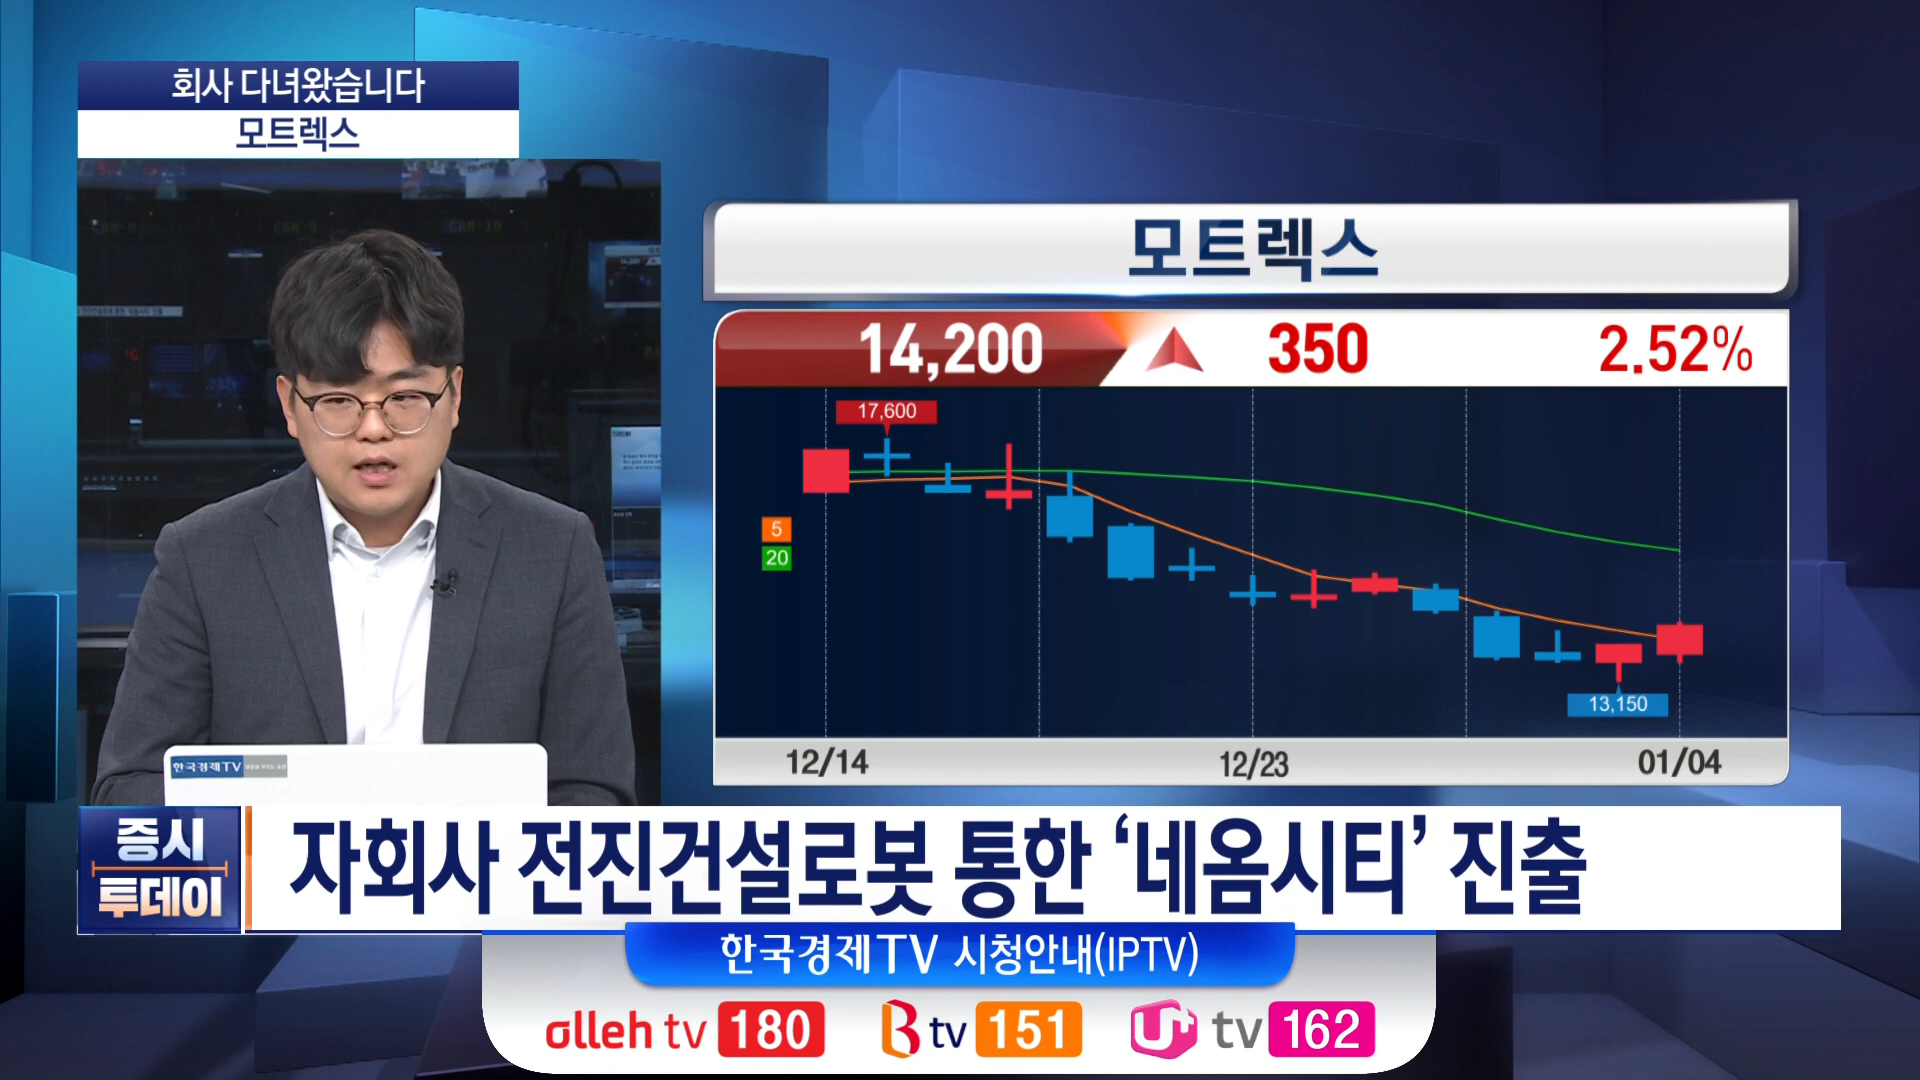 회사 다녀왔습니다
모트렉스
모트렉스
14,200 350 2.52%
17,600
5
20
13,150
12/14 12/23 01/04
한국경제TV
증시
투데이
자회사 전진건설로봇 통한 ‘네옴시티’ 진출
한국경제TV 시청안내(IPTV)
olleh tv 180 B tv 151 U+ tv 162